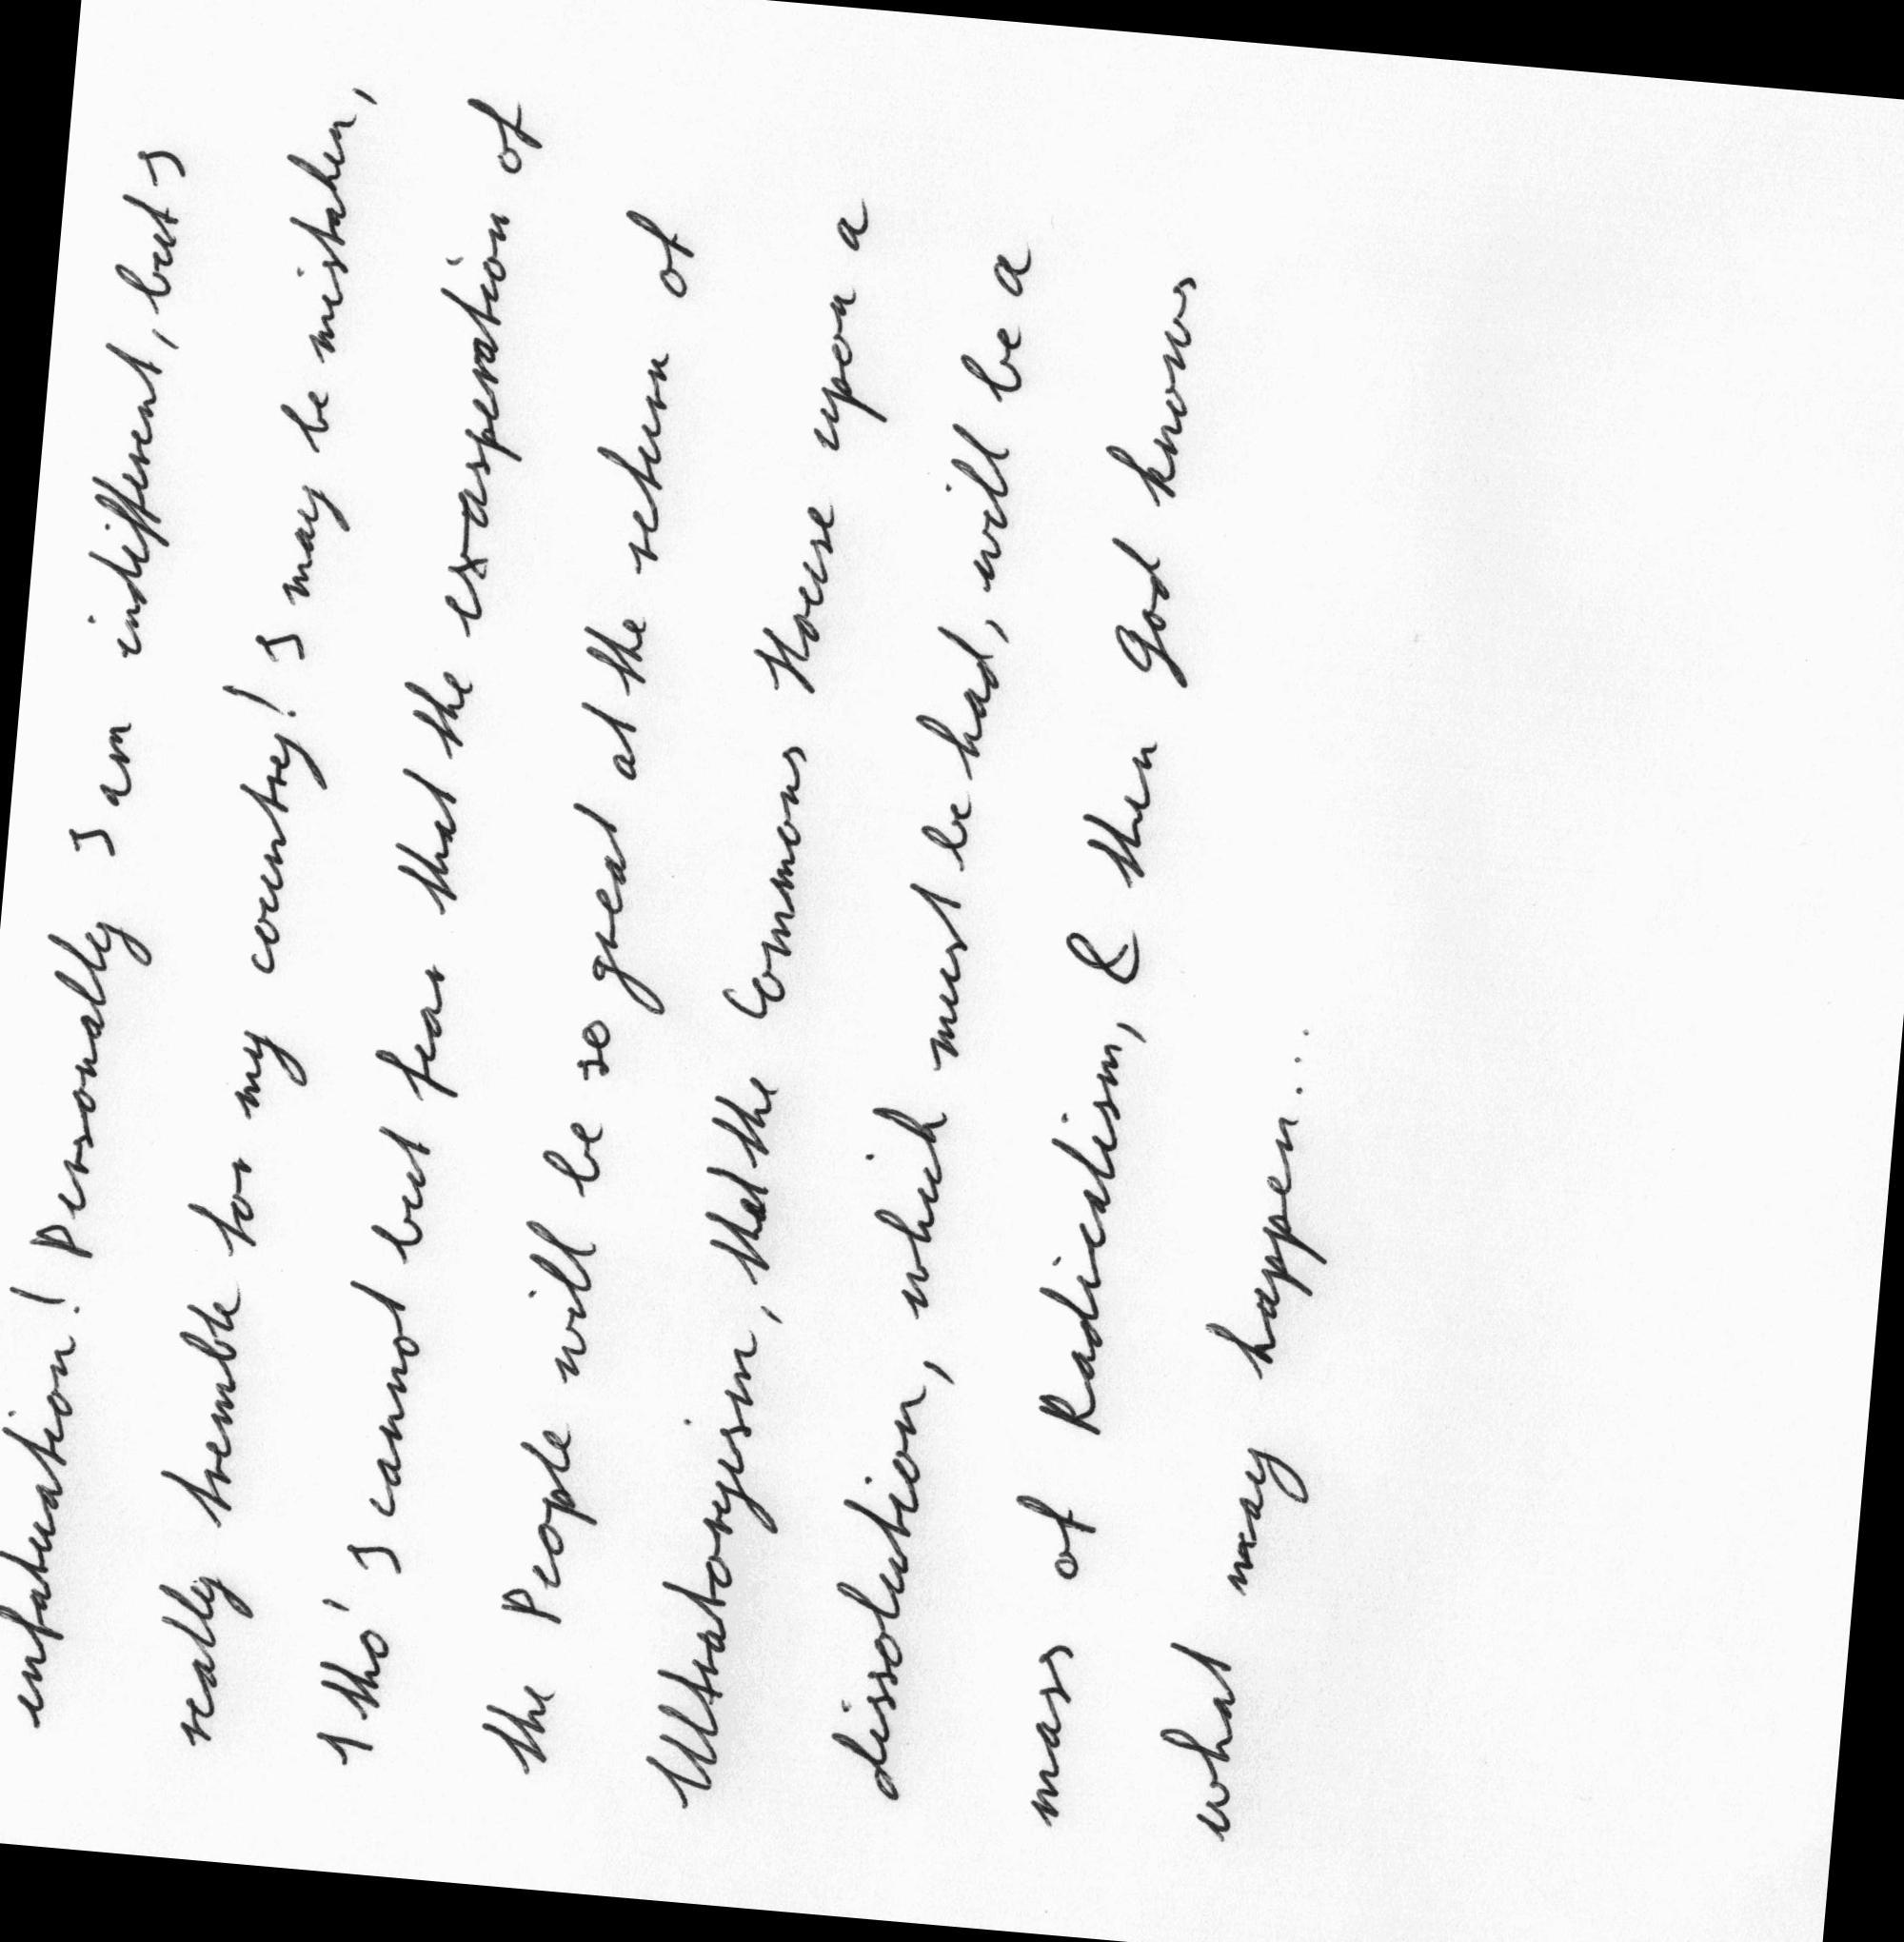 infatuation! Personally I am indifferent, but I
really tremble for my country! I may be mistaken,
& tho' I cannot but fear that the exasperation of
the People will be so great at the return of
Ultratoryism, that the Commons House upon a
dissolution, which must be had, will be a
mass of Radicalism, & then God knows
what may happen...